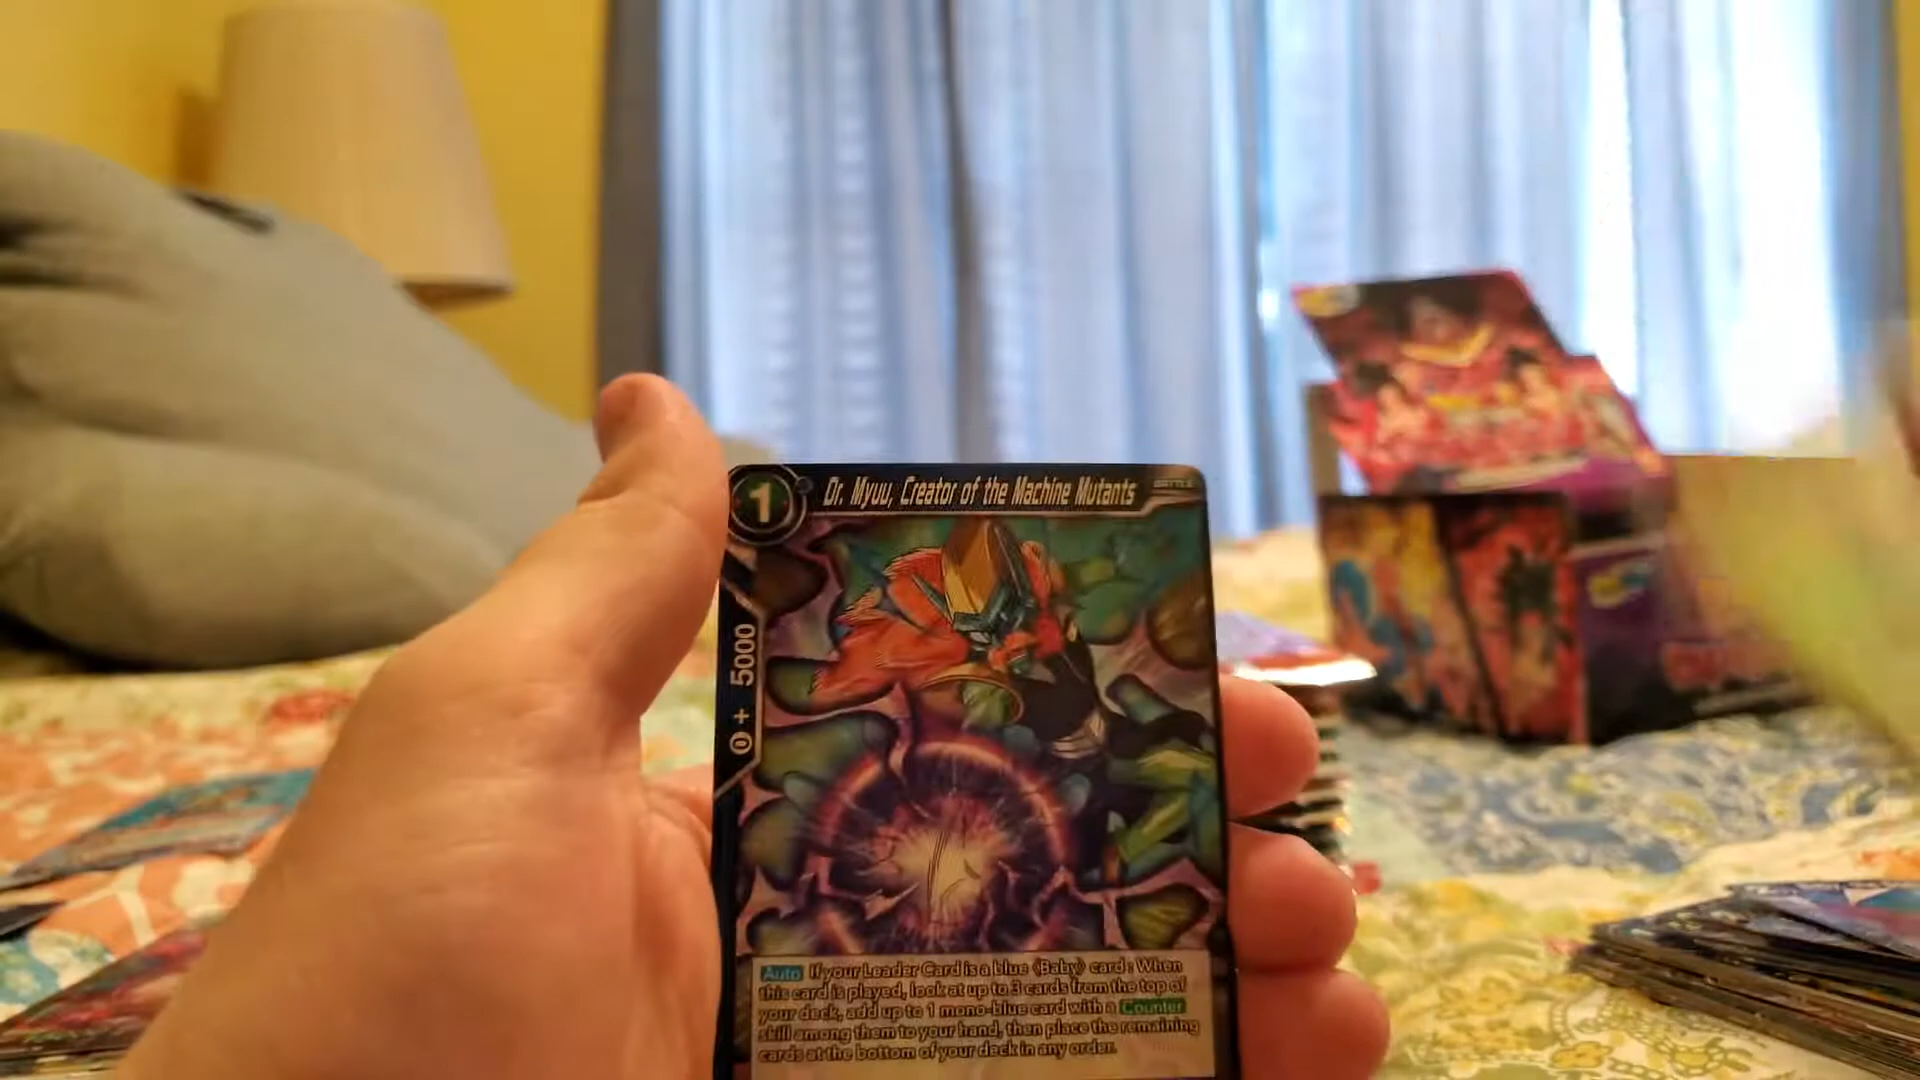 1
Dr. Myuu, Creator of the Machine Mutants
BATTLE
0 + 5000
Auto If your Leader Card is a blue 《Baby》 card : When
this card is played, look at up to 3 cards from the top of
your deck, add up to 1 mono-blue card with a Counter
skill among them to your hand, then place the remaining
cards at the bottom of your deck in any order.